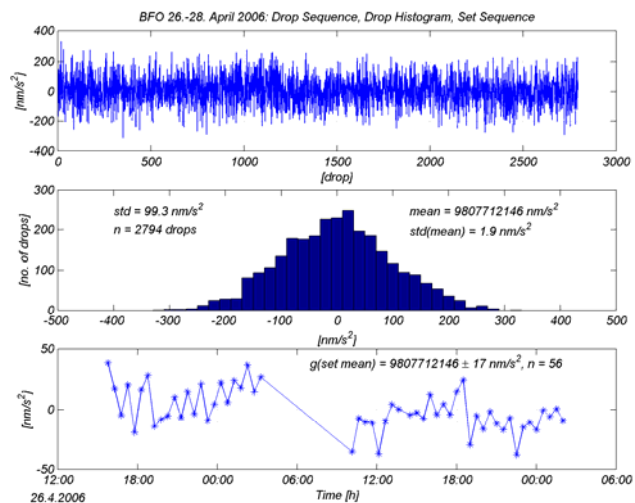 BFO 26.-28. April 2006: Drop Sequence, Drop Histogram, Set Sequence
400
200
0
-200
-400
[nm/s²]
0 500 1000 1500 2000 2500 3000
[drop]
300
200
100
0
[no. of drops]
std = 99.3 nm/s²
n = 2794 drops
mean = 9807712146 nm/s²
std(mean) = 1.9 nm/s²
-500 -400 -300 -200 -100 0 100 200 300 400 500
[nm/s²]
50
0
-50
[nm/s²]
g(set mean) = 9807712146 ± 17 nm/s², n = 56
12:00 18:00 00:00 06:00 12:00 18:00 00:00 06:00
26.4.2006
Time [h]